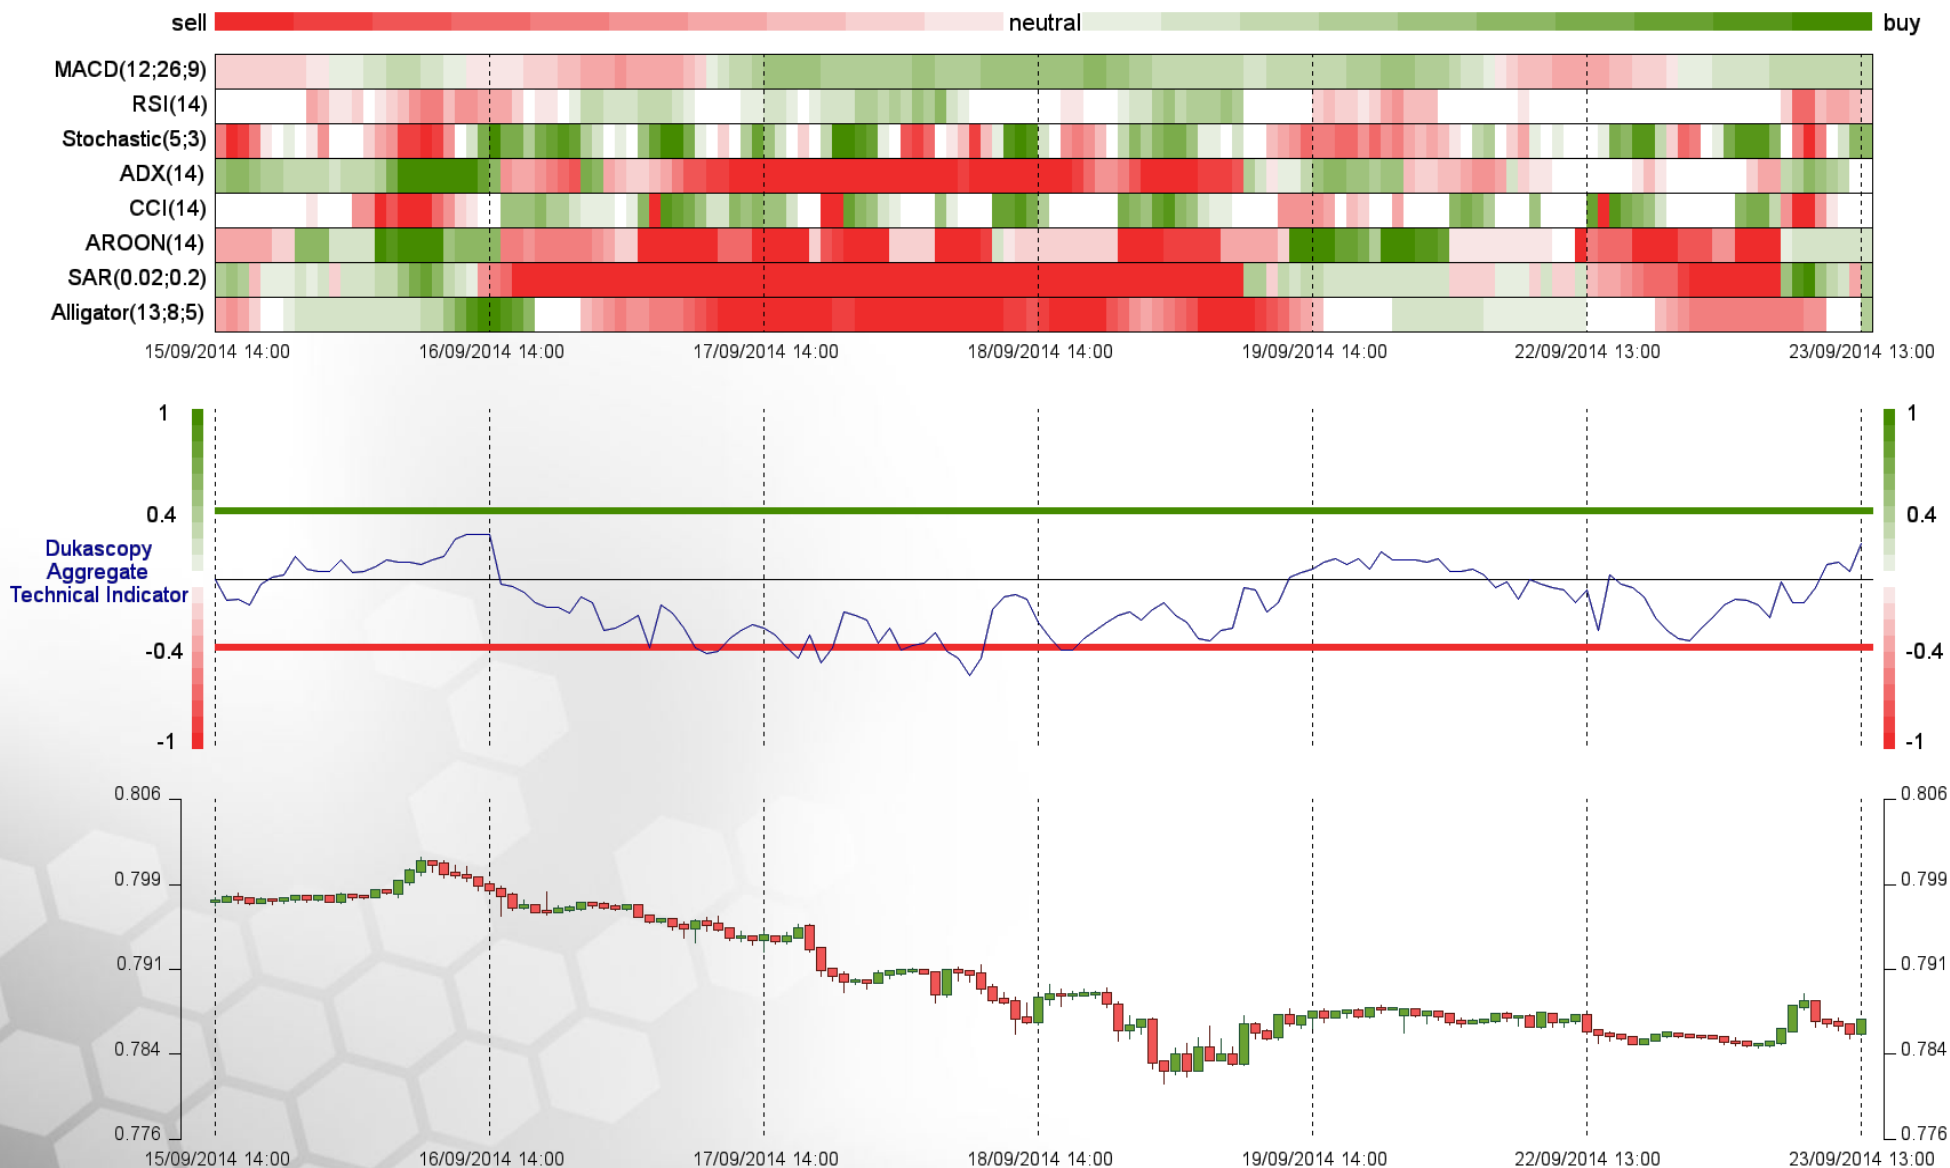 sell neutral buy
MACD(12;26;9)
RSI(14)
Stochastic(5;3)
ADX(14)
CCI(14)
AROON(14)
SAR(0.02;0.2)
Alligator(13;8;5)
15/09/2014 14:00 16/09/2014 14:00 17/09/2014 14:00 18/09/2014 14:00 19/09/2014 14:00 22/09/2014 13:00 23/09/2014 13:00
1 1
0.4 0.4
Dukascopy
Aggregate
Technical Indicator
-0.4 -0.4
-1 -1
0.806 0.806
0.799 0.799
0.791 0.791
0.784 0.784
0.776 0.776
15/09/2014 14:00 16/09/2014 14:00 17/09/2014 14:00 18/09/2014 14:00 19/09/2014 14:00 22/09/2014 13:00 23/09/2014 13:00